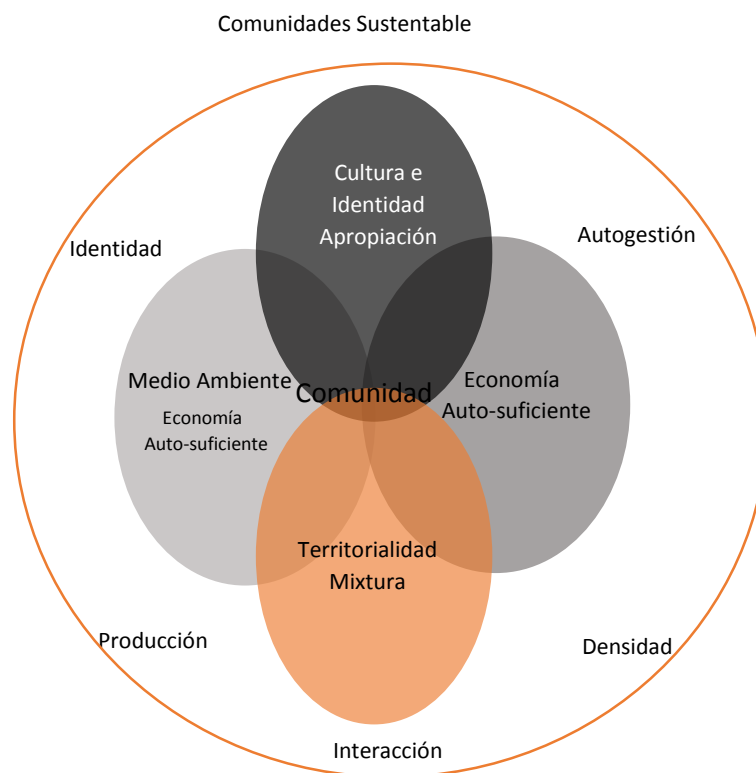 Comunidades Sustentable
Cultura e
Identidad
Apropiación
Identidad
Autogestión
Medio Ambiente
Economía
Auto-suficiente
Comunidad
Economía
Auto-suficiente
Territorialidad
Mixtura
Producción
Densidad
Interacción